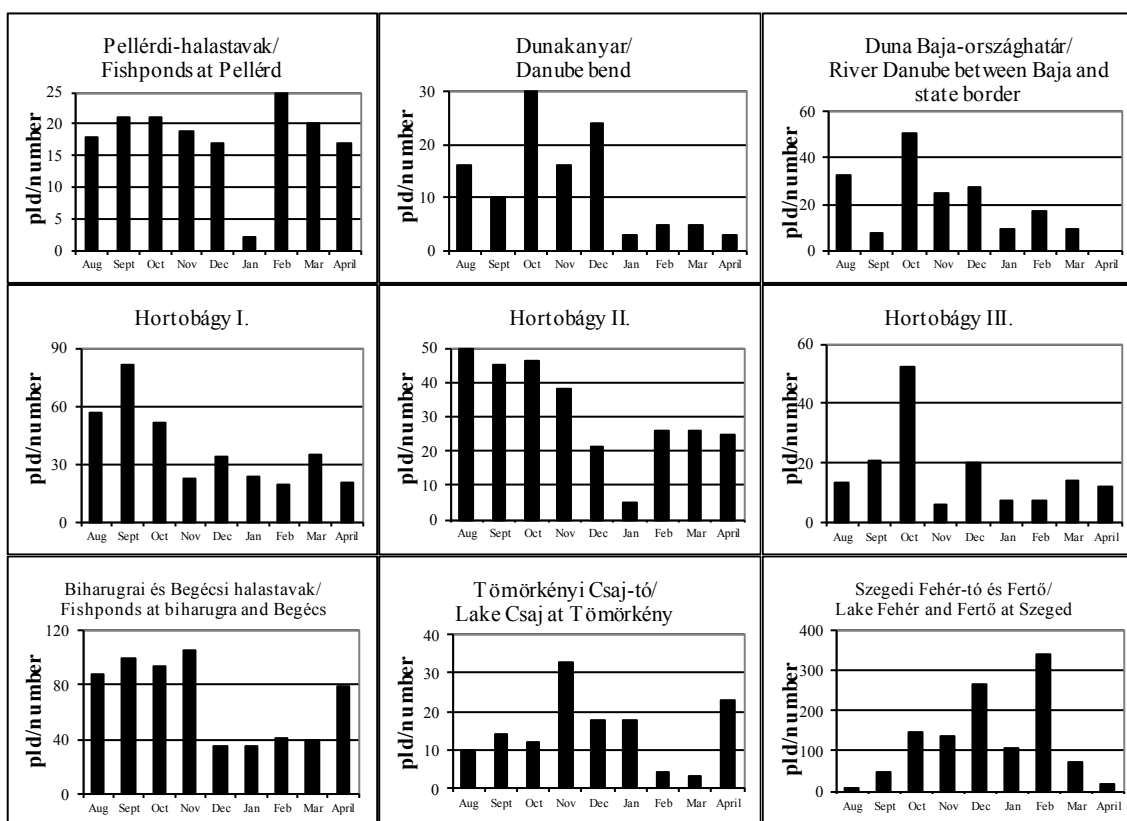 Pellérdi-halastavak/
Fishponds at Pellérd
pld/number
25
20
15
10
5
0
Aug Sept Oct Nov Dec Jan Feb Mar April
Dunakanyar/
Danube bend
pld/number
30
20
10
0
Aug Sept Oct Nov Dec Jan Feb Mar April
Duna Baja-országhatár/
River Danube between Baja and
state border
pld/number
60
40
20
0
Aug Sept Oct Nov Dec Jan Feb Mar April
Hortobágy I.
pld/number
90
60
30
0
Aug Sept Oct Nov Dec Jan Feb Mar April
Hortobágy II.
pld/number
50
40
30
20
10
0
Aug Sept Oct Nov Dec Jan Feb Mar April
Hortobágy III.
pld/number
60
40
20
0
Aug Sept Oct Nov Dec Jan Feb Mar April
Biharugrai és Begécsi halastavak/
Fishponds at biharugra and Begécs
pld/number
120
80
40
0
Aug Sept Oct Nov Dec Jan Feb Mar April
Tömörkényi Csaj-tó/
Lake Csaj at Tömörkény
pld/number
40
30
20
10
0
Aug Sept Oct Nov Dec Jan Feb Mar April
Szegedi Fehér-tó és Fertő/
Lake Fehér and Fertő at Szeged
pld/number
400
300
200
100
0
Aug Sept Oct Nov Dec Jan Feb Mar April